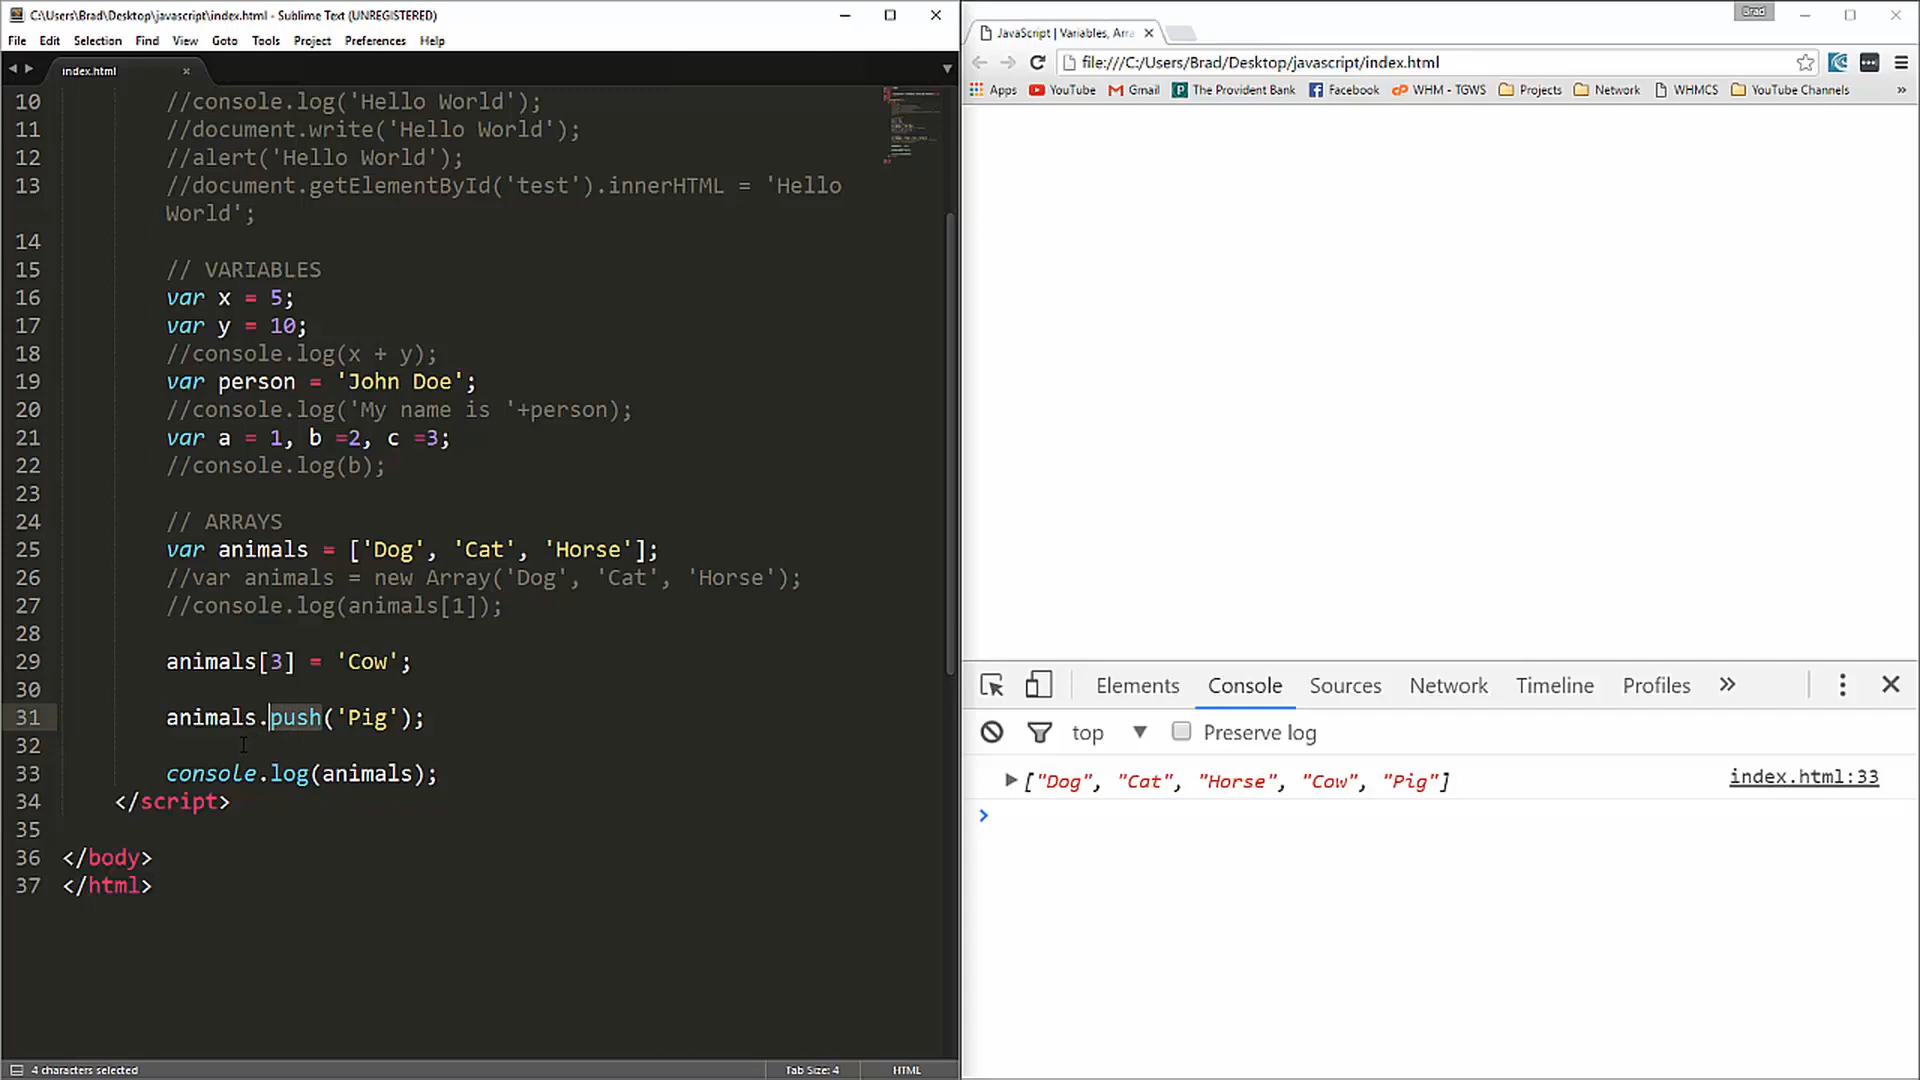 C:\Users\Brad\Desktop\javascript\index.html - Sublime Text (UNREGISTERED)
File Edit Selection Find View Goto Tools Project Preferences Help
index.html
10 //console.log('Hello World');
11 //document.write('Hello World');
12 //alert('Hello World');
13 //document.getElementById('test').innerHTML = 'Hello
World';
14
15 // VARIABLES
16 var x = 5;
17 var y = 10;
18 //console.log(x + y);
19 var person = 'John Doe';
20 //console.log('My name is '+person);
21 var a = 1, b =2, c =3;
22 //console.log(b);
23
24 // ARRAYS
25 var animals = ['Dog', 'Cat', 'Horse'];
26 //var animals = new Array('Dog', 'Cat', 'Horse');
27 //console.log(animals[1]);
28
29 animals[3] = 'Cow';
30
31 animals.push('Pig');
32
33 console.log(animals);
34 </script>
35
36 </body>
37 </html>
4 characters selected
Tab Size: 4
HTML
Brad
JavaScript | Variables, Arra
file:///C:/Users/Brad/Desktop/javascript/index.html
Apps YouTube Gmail The Provident Bank Facebook WHM - TGWS Projects Network WHMCS YouTube Channels »
Elements Console Sources Network Timeline Profiles »
top Preserve log
["Dog", "Cat", "Horse", "Cow", "Pig"] index.html:33